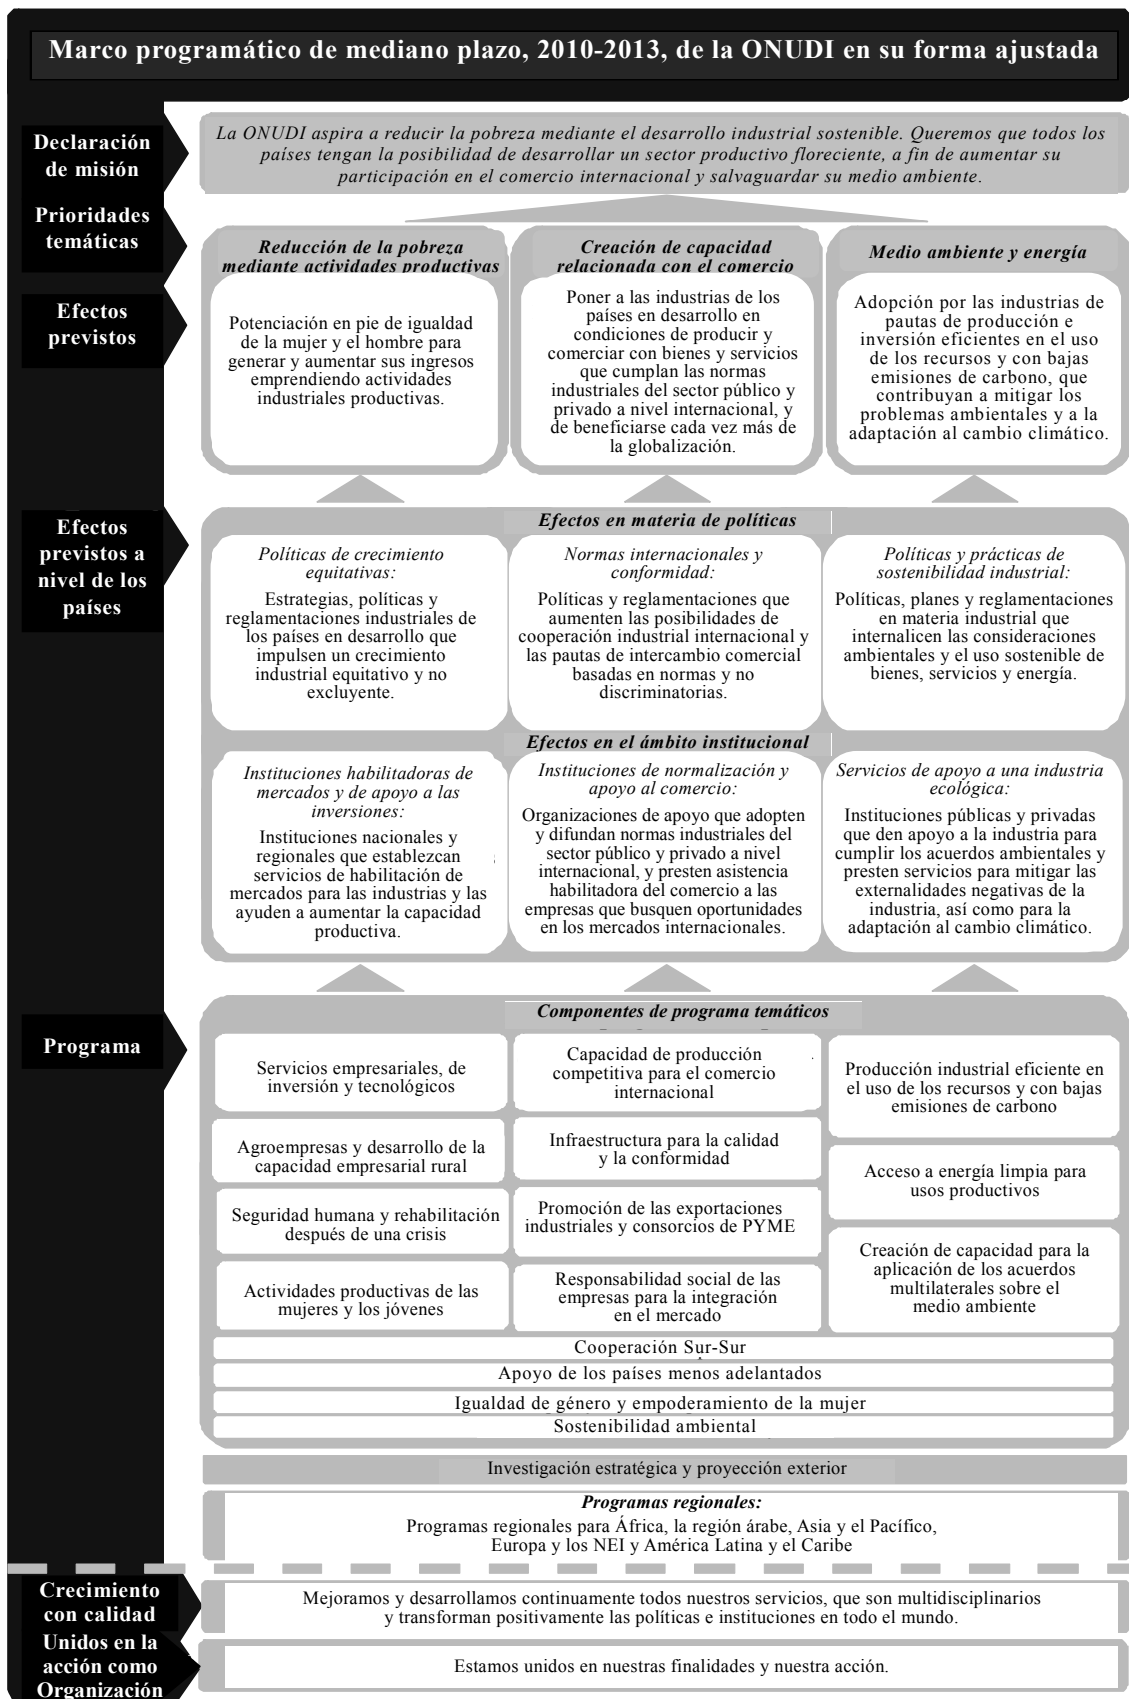 Marco programático de mediano plazo, 2010-2013, de la ONUDI en su forma ajustada
Declaración
de misión
La ONUDI aspira a reducir la pobreza mediante el desarrollo industrial sostenible. Queremos que todos los
países tengan la posibilidad de desarrollar un sector productivo floreciente, a fin de aumentar su
participación en el comercio internacional y salvaguardar su medio ambiente.
Prioridades
temáticas
Reducción de la pobreza
mediante actividades productivas
Creación de capacidad
relacionada con el comercio
Medio ambiente y energía
Efectos
previstos
Potenciación en pie de igualdad
de la mujer y el hombre para
generar y aumentar sus ingresos
emprendiendo actividades
industriales productivas.
Poner a las industrias de los
países en desarrollo en
condiciones de producir y
comerciar con bienes y servicios
que cumplan las normas
industriales del sector público y
privado a nivel internacional, y
de beneficiarse cada vez más de
la globalización.
Adopción por las industrias de
pautas de producción e
inversión eficientes en el uso
de los recursos y con bajas
emisiones de carbono, que
contribuyan a mitigar los
problemas ambientales y a la
adaptación al cambio climático.
Efectos
previstos a
nivel de los
países
Efectos en materia de políticas
Políticas de crecimiento
equitativas:
Estrategias, políticas y
reglamentaciones industriales de
los países en desarrollo que
impulsen un crecimiento
industrial equitativo y no
excluyente.
Normas internacionales y
conformidad:
Políticas y reglamentaciones que
aumenten las posibilidades de
cooperación industrial internacional y
las pautas de intercambio comercial
basadas en normas y no
discriminatorias.
Políticas y prácticas de
sostenibilidad industrial:
Políticas, planes y reglamentaciones
en materia industrial que
internalicen las consideraciones
ambientales y el uso sostenible de
bienes, servicios y energía.
Efectos en el ámbito institucional
Instituciones habilitadoras de
mercados y de apoyo a las
inversiones:
Instituciones nacionales y
regionales que establezcan
servicios de habilitación de
mercados para las industrias y las
ayuden a aumentar la capacidad
productiva.
Instituciones de normalización y
apoyo al comercio:
Organizaciones de apoyo que adopten
y difundan normas industriales del
sector público y privado a nivel
internacional, y presten asistencia
habilitadora del comercio a las
empresas que busquen oportunidades
en los mercados internacionales.
Servicios de apoyo a una industria
ecológica:
Instituciones públicas y privadas
que den apoyo a la industria para
cumplir los acuerdos ambientales y
presten servicios para mitigar las
externalidades negativas de la
industria, así como para la
adaptación al cambio climático.
Programa
Componentes de programa temáticos
Servicios empresariales, de
inversión y tecnológicos
Agroempresas y desarrollo de la
capacidad empresarial rural
Seguridad humana y rehabilitación
después de una crisis
Actividades productivas de las
mujeres y los jóvenes
Capacidad de producción
competitiva para el comercio
internacional
Infraestructura para la calidad
y la conformidad
Promoción de las exportaciones
industriales y consorcios de PYME
Responsabilidad social de las
empresas para la integración
en el mercado
Producción industrial eficiente en
el uso de los recursos y con bajas
emisiones de carbono
Acceso a energía limpia para
usos productivos
Creación de capacidad para la
aplicación de los acuerdos
multilaterales sobre el
medio ambiente
Cooperación Sur-Sur
Apoyo de los países menos adelantados
Igualdad de género y empoderamiento de la mujer
Sostenibilidad ambiental
Investigación estratégica y proyección exterior
Programas regionales:
Programas regionales para África, la región árabe, Asia y el Pacífico,
Europa y los NEI y América Latina y el Caribe
Crecimiento
con calidad
Mejoramos y desarrollamos continuamente todos nuestros servicios, que son multidisciplinarios
y transforman positivamente las políticas e instituciones en todo el mundo.
Unidos en la
acción como
Organización
Estamos unidos en nuestras finalidades y nuestra acción.